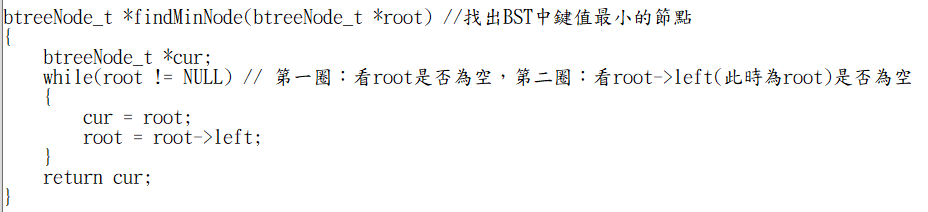 btreeNode_t *findMinNode(btreeNode_t *root) //找出BST中鍵值最小的節點
{
    btreeNode_t *cur;
    while(root != NULL) // 第一圈：看root是否為空，第二圈：看root->left(此時為root)是否為空
    {
        cur = root;
        root = root->left;
    }
    return cur;
}